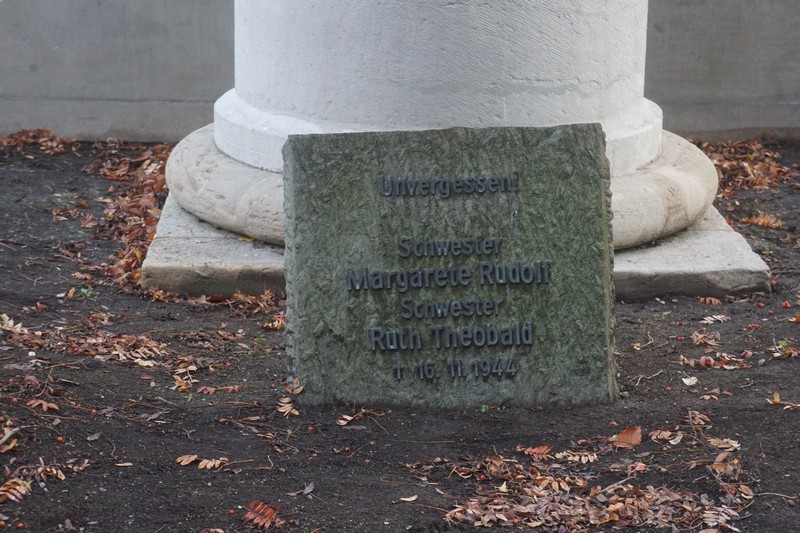 Unvergessen!
Schwester
Margarete Rudolf
Schwester
Ruth Theobald
† 16. 11. 1944